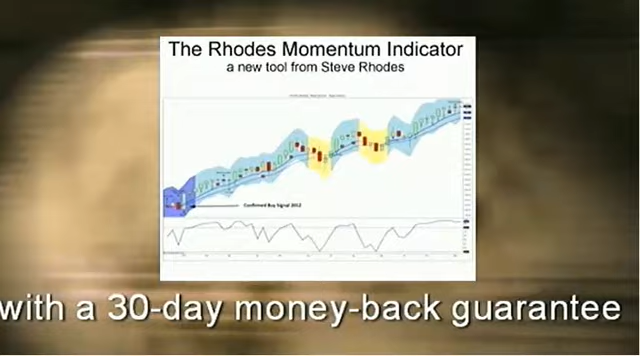 The Rhodes Momentum Indicator
a new tool from Steve Rhodes
Confirmed Buy Signal 2012
with a 30-day money-back guarantee